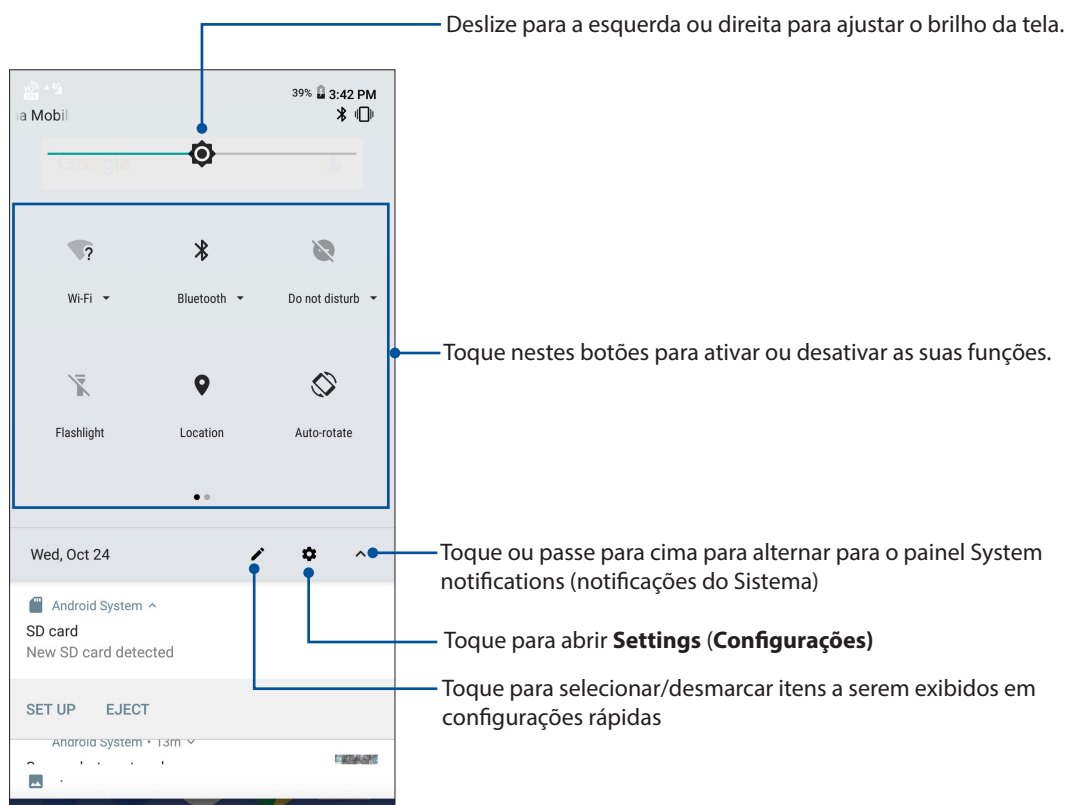 Deslize para a esquerda ou direita para ajustar o brilho da tela.
39% 3:42 PM
a Mobil
Google
?
Wi-Fi Bluetooth Do not disturb
Toque nestes botões para ativar ou desativar as suas funções.
Flashlight Location Auto-rotate
Wed, Oct 24
Toque ou passe para cima para alternar para o painel System
notifications (notificações do Sistema)
Android System
SD card
New SD card detected
Toque para abrir Settings (Configurações)
Toque para selecionar/desmarcar itens a serem exibidos em
configurações rápidas
SET UP EJECT
Android System • 13m